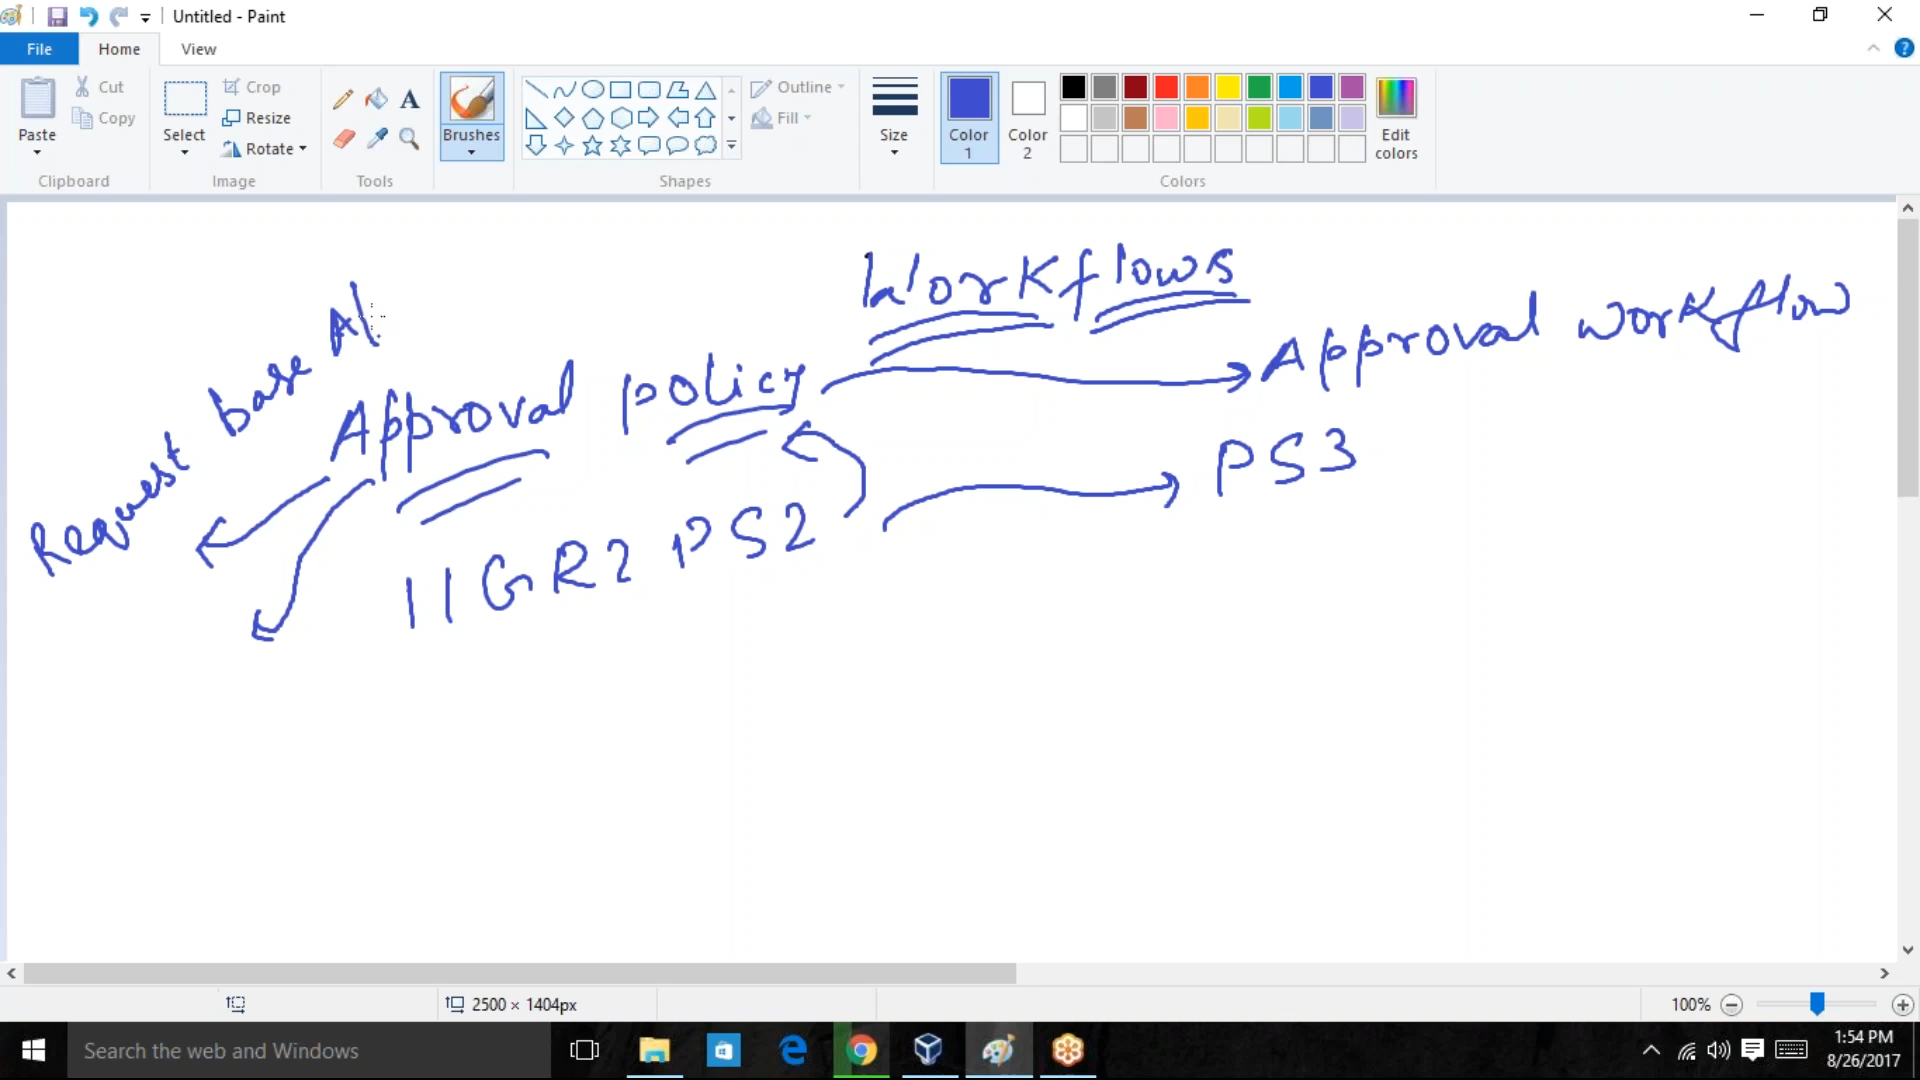 Untitled - Paint
File Home View
Paste Cut Copy Select Crop Resize Rotate Brushes Outline Fill Size Color 1 Color 2 Edit colors
Clipboard Image Tools Shapes Colors
Workflows
Approval policy Approval workflow
Request base
11GR2 PS2 PS3
2500 × 1404px 100%
Search the web and Windows 1:54 PM
8/26/2017